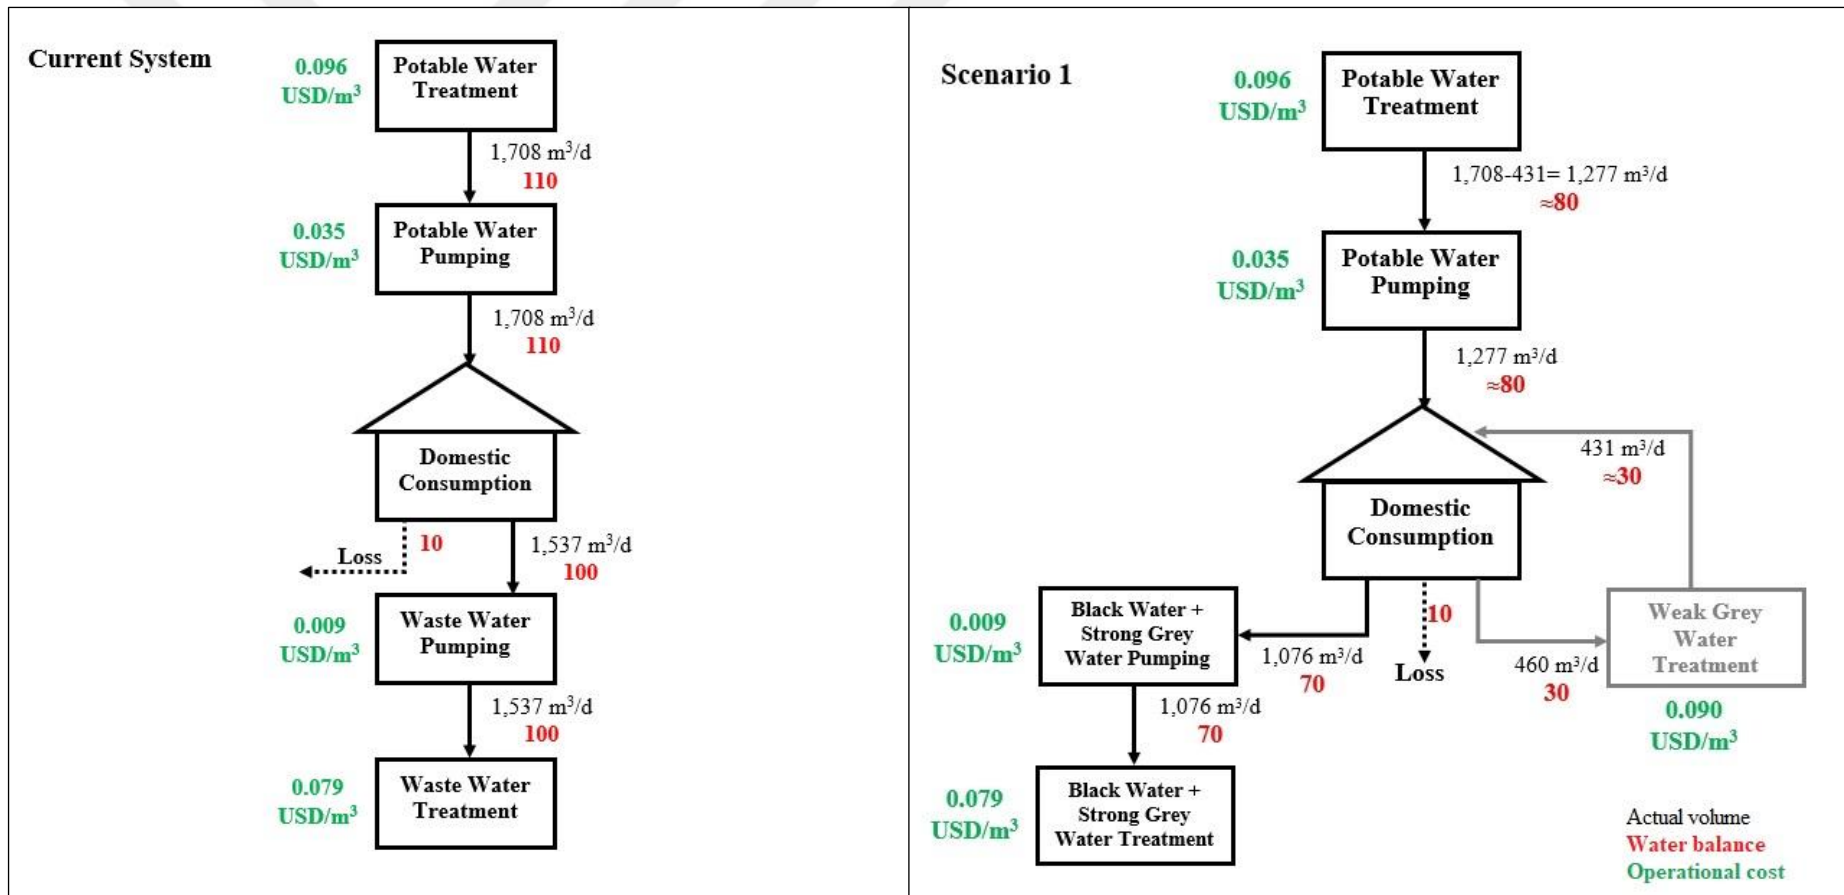 Current System
0.096
USD/m³
Potable Water
Treatment
1,708 m³/d
110
0.035
USD/m³
Potable Water
Pumping
1,708 m³/d
110
Domestic
Consumption
10
Loss
1,537 m³/d
100
0.009
USD/m³
Waste Water
Pumping
1,537 m³/d
100
0.079
USD/m³
Waste Water
Treatment
Scenario 1
0.096
USD/m³
Potable Water
Treatment
1,708-431= 1,277 m³/d
≈80
0.035
USD/m³
Potable Water
Pumping
1,277 m³/d
≈80
431 m³/d
≈30
Domestic
Consumption
0.009
USD/m³
Black Water +
Strong Grey
Water Pumping
1,076 m³/d
70
10
Loss
460 m³/d
30
Weak Grey
Water
Treatment
0.090
USD/m³
1,076 m³/d
70
0.079
USD/m³
Black Water +
Strong Grey
Water Treatment
Actual volume
Water balance
Operational cost